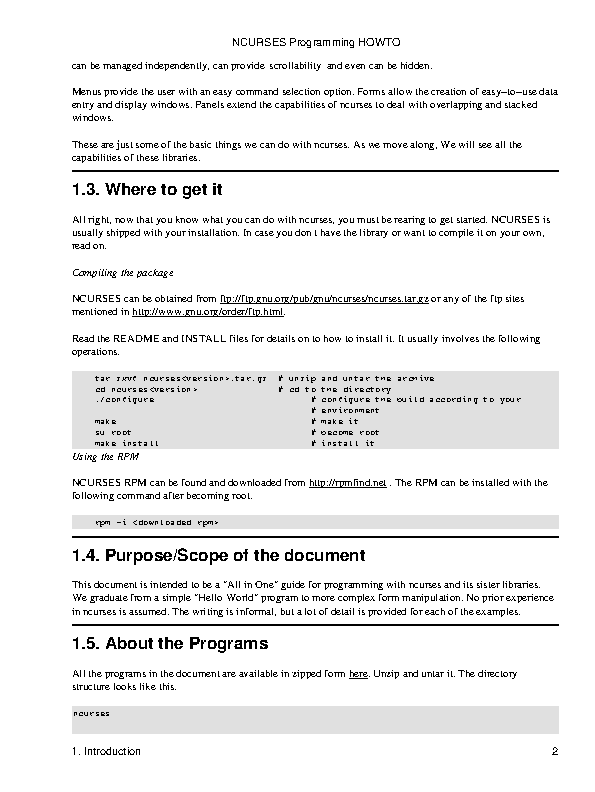 NCURSES Programming HOWTO
can be managed independently, can provide scrollability and even can be hidden.
Menus provide the user with an easy command selection option. Forms allow the creation of easy−to−use data
entry and display windows. Panels extend the capabilities of ncurses to deal with overlapping and stacked
windows.
These are just some of the basic things we can do with ncurses. As we move along, We will see all the
capabilities of these libraries.
1.3. Where to get it
All right, now that you know what you can do with ncurses, you must be rearing to get started. NCURSES is
usually shipped with your installation. In case you don't have the library or want to compile it on your own,
read on.
Compiling the package
NCURSES can be obtained from ftp://ftp.gnu.org/pub/gnu/ncurses/ncurses.tar.gz or any of the ftp sites
mentioned in http://www.gnu.org/order/ftp.html.
Read the README and INSTALL files for details on to how to install it. It usually involves the following
operations.
tar zxvf ncurses<version>.tar.gz # unzip and untar the archive
cd ncurses<version> # cd to the directory
./configure # configure the build according to your
# environment
make # make it
su root # become root
make install # install it
Using the RPM
NCURSES RPM can be found and downloaded from http://rpmfind.net . The RPM can be installed with the
following command after becoming root.
rpm −i <downloaded rpm>
1.4. Purpose/Scope of the document
This document is intended to be a "All in One" guide for programming with ncurses and its sister libraries.
We graduate from a simple "Hello World" program to more complex form manipulation. No prior experience
in ncurses is assumed. The writing is informal, but a lot of detail is provided for each of the examples.
1.5. About the Programs
All the programs in the document are available in zipped form here. Unzip and untar it. The directory
structure looks like this.
ncurses
1. Introduction 2